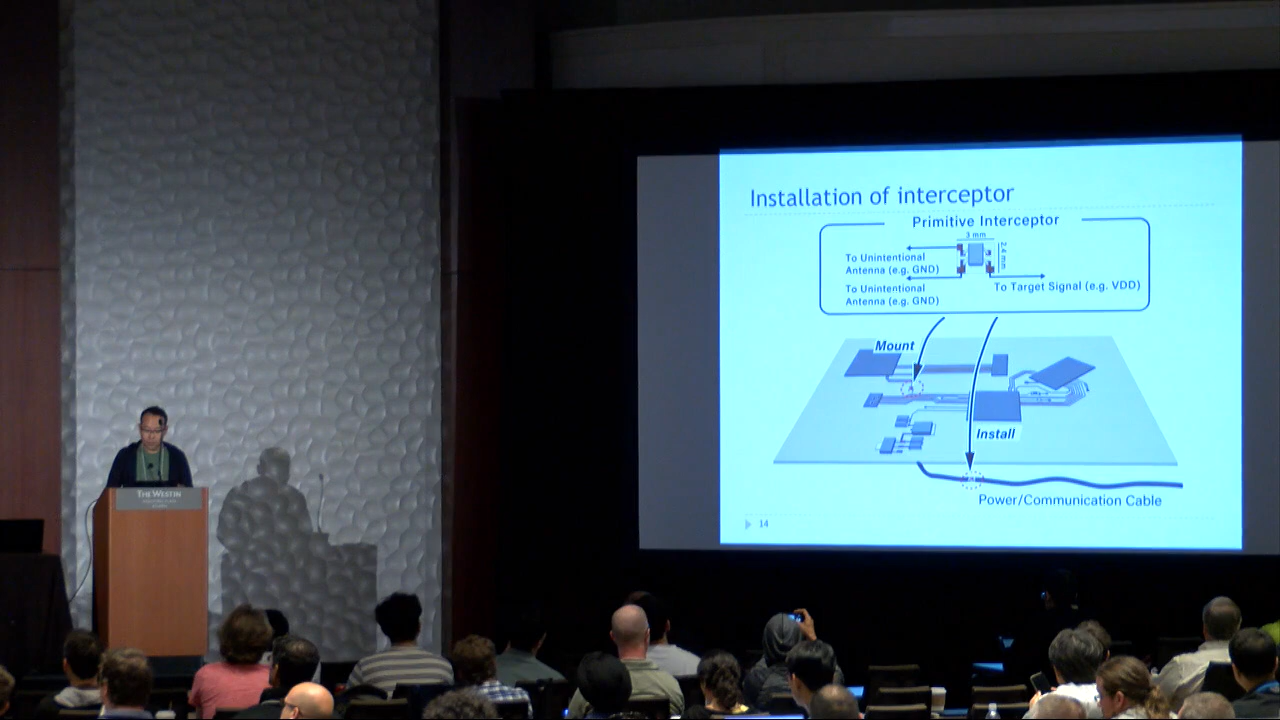 Installation of interceptor
Primitive Interceptor
3 mm
2.4 mm
To Unintentional
Antenna (e.g. GND)
To Unintentional
Antenna (e.g. GND)
To Target Signal (e.g. VDD)
Mount
Install
Power/Communication Cable
14
THE WESTIN